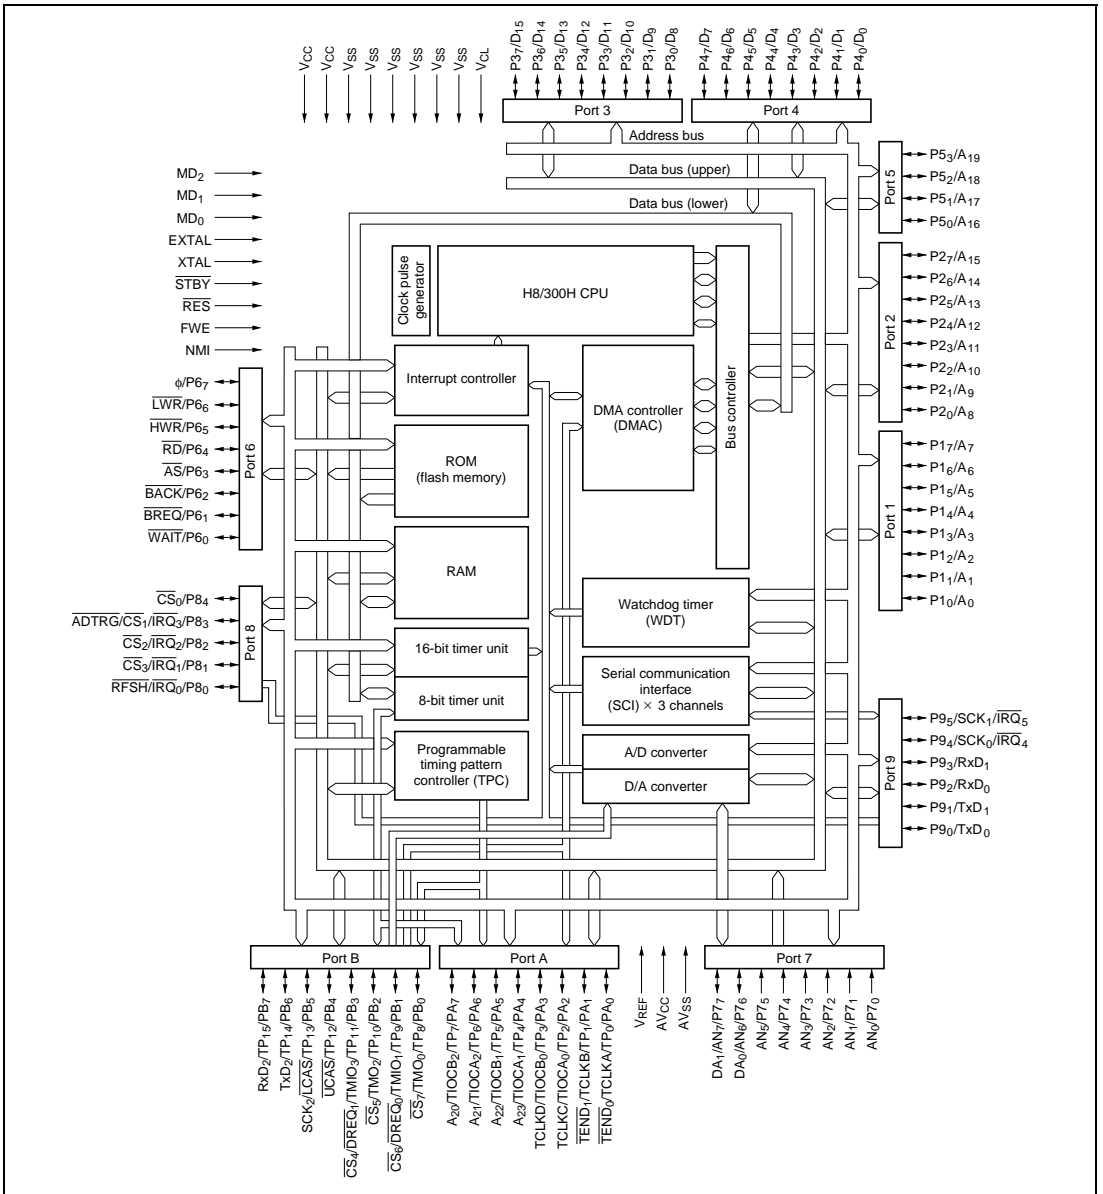 VCC
VCC
VSS
VSS
VSS
VSS
VSS
VSS
VCL
P37/D15
P36/D14
P35/D13
P34/D12
P33/D11
P32/D10
P31/D9
P30/D8
P47/D7
P46/D6
P45/D5
P44/D4
P43/D3
P42/D2
P41/D1
P40/D0
Port 3
Port 4
Address bus
Data bus (upper)
Data bus (lower)
MD2
MD1
MD0
EXTAL
XTAL
STBY
RES
FWE
NMI
Port 5
P53/A19
P52/A18
P51/A17
P50/A16
Clock pulse
generator
H8/300H CPU
Bus controller
Port 2
P27/A15
P26/A14
P25/A13
P24/A12
P23/A11
P22/A10
P21/A9
P20/A8
Interrupt controller
DMA controller
(DMAC)
φ/P67
LWR/P66
HWR/P65
RD/P64
AS/P63
BACK/P62
BREQ/P61
WAIT/P60
Port 6
ROM
(flash memory)
Port 1
P17/A7
P16/A6
P15/A5
P14/A4
P13/A3
P12/A2
P11/A1
P10/A0
RAM
Watchdog timer
(WDT)
CS0/P84
ADTRG/CS1/IRQ3/P83
CS2/IRQ2/P82
CS3/IRQ1/P81
RFSH/IRQ0/P80
Port 8
16-bit timer unit
8-bit timer unit
Serial communication
interface
(SCI) × 3 channels
Programmable
timing pattern
controller (TPC)
A/D converter
D/A converter
Port 9
P95/SCK1/IRQ5
P94/SCK0/IRQ4
P93/RxD1
P92/RxD0
P91/TxD1
P90/TxD0
Port B
Port A
Port 7
RxD2/TP15/PB7
TxD2/TP14/PB6
SCK2/LCAS/TP13/PB5
UCAS/TP12/PB4
CS4/DREQ1/TMIO3/TP11/PB3
CS5/TMO2/TP10/PB2
CS6/DREQ0/TMIO1/TP9/PB1
CS7/TMO0/TP8/PB0
A20/TIOCB2/TP7/PA7
A21/TIOCA2/TP6/PA6
A22/TIOCB1/TP5/PA5
A23/TIOCA1/TP4/PA4
TCLKD/TIOCB0/TP3/PA3
TCLKC/TIOCA0/TP2/PA2
TEND1/TCLKB/TP1/PA1
TEND0/TCLKA/TP0/PA0
VREF
AVCC
AVSS
DA1/AN7/P77
DA0/AN6/P76
AN5/P75
AN4/P74
AN3/P73
AN2/P72
AN1/P71
AN0/P70